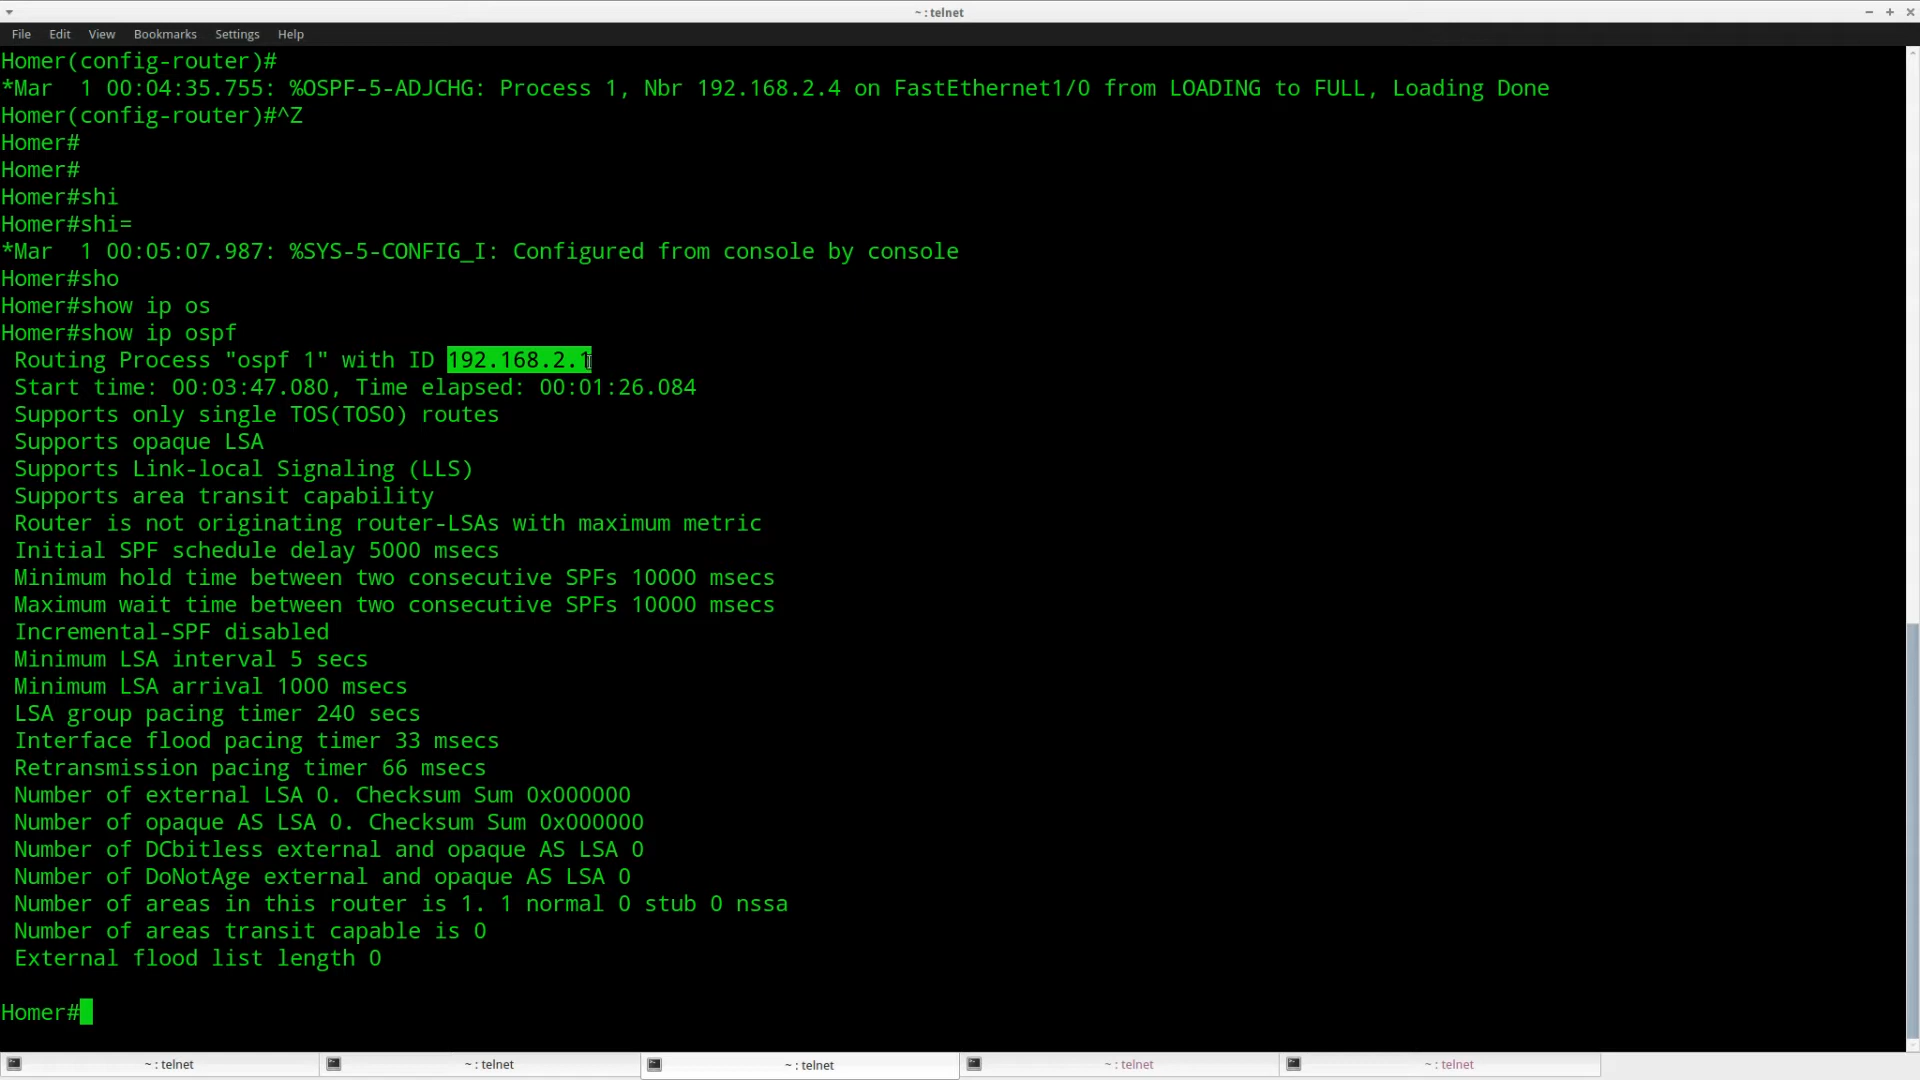 ~ : telnet
File Edit View Bookmarks Settings Help
Homer(config-router)#
*Mar  1 00:04:35.755: %OSPF-5-ADJCHG: Process 1, Nbr 192.168.2.4 on FastEthernet1/0 from LOADING to FULL, Loading Done
Homer(config-router)#^Z
Homer#
Homer#
Homer#shi
Homer#shi=
*Mar  1 00:05:07.987: %SYS-5-CONFIG_I: Configured from console by console
Homer#sho
Homer#show ip os
Homer#show ip ospf
Routing Process "ospf 1" with ID 192.168.2.1
Start time: 00:03:47.080, Time elapsed: 00:01:26.084
Supports only single TOS(TOS0) routes
Supports opaque LSA
Supports Link-local Signaling (LLS)
Supports area transit capability
Router is not originating router-LSAs with maximum metric
Initial SPF schedule delay 5000 msecs
Minimum hold time between two consecutive SPFs 10000 msecs
Maximum wait time between two consecutive SPFs 10000 msecs
Incremental-SPF disabled
Minimum LSA interval 5 secs
Minimum LSA arrival 1000 msecs
LSA group pacing timer 240 secs
Interface flood pacing timer 33 msecs
Retransmission pacing timer 66 msecs
Number of external LSA 0. Checksum Sum 0x000000
Number of opaque AS LSA 0. Checksum Sum 0x000000
Number of DCbitless external and opaque AS LSA 0
Number of DoNotAge external and opaque AS LSA 0
Number of areas in this router is 1. 1 normal 0 stub 0 nssa
Number of areas transit capable is 0
External flood list length 0
Homer#
~ : telnet ~ : telnet ~ : telnet ~ : telnet ~ : telnet